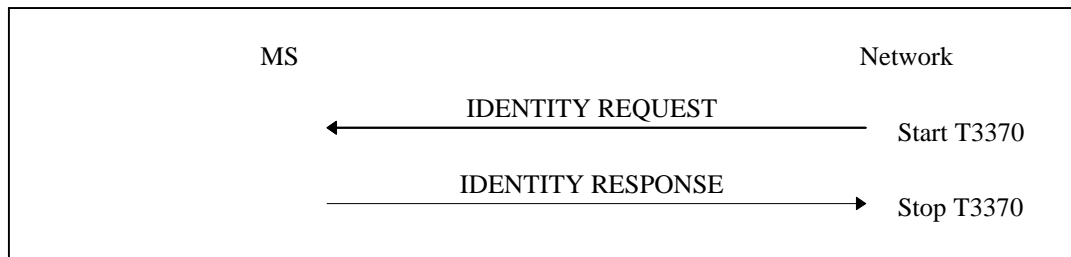 MS
Network
IDENTITY REQUEST
Start T3370
IDENTITY RESPONSE
Stop T3370